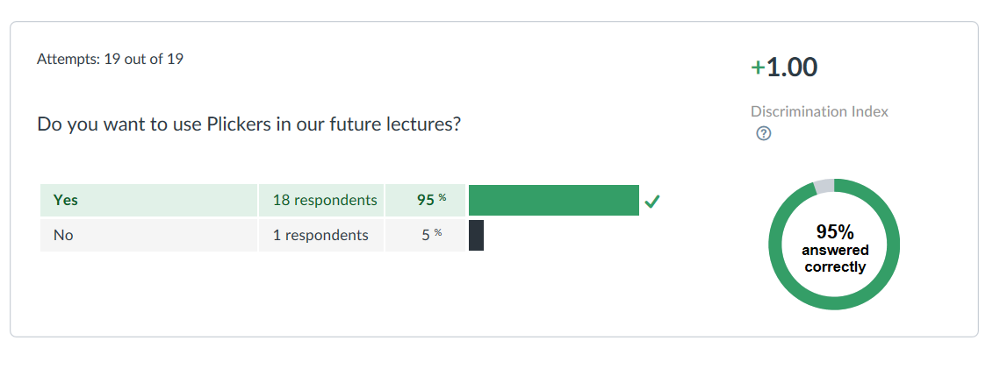 Attempts: 19 out of 19
+1.00
Discrimination Index
?
Do you want to use Plickers in our future lectures?
Yes 18 respondents 95 %
No 1 respondents 5 %
95%
answered
correctly